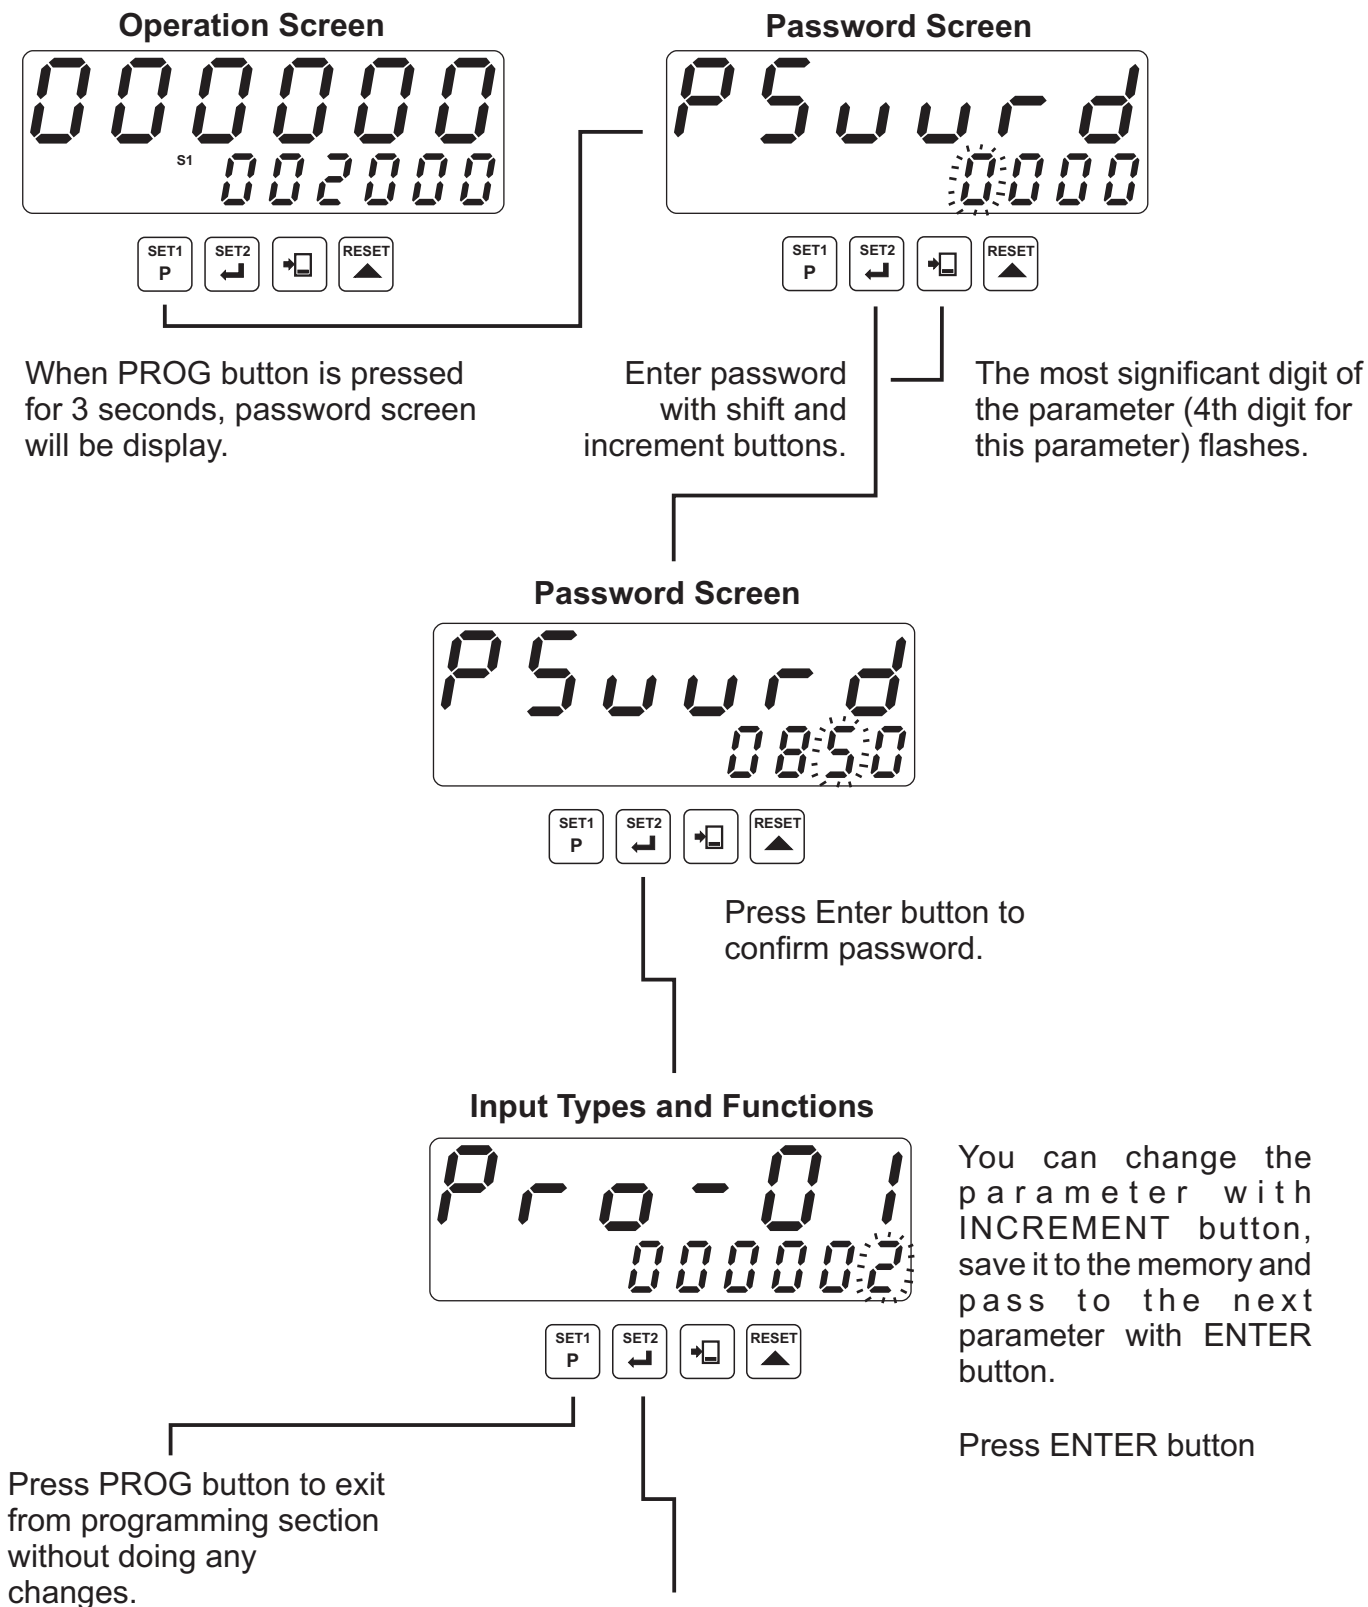 Operation Screen
000000
S1 002000
SET1 SET2 RESET
P
When PROG button is pressed
for 3 seconds, password screen
will be display.
Password Screen
PSuurd
0000
SET1 SET2 RESET
P
Enter password
with shift and
increment buttons.
The most significant digit of
the parameter (4th digit for
this parameter) flashes.
Password Screen
PSuurd
0850
SET1 SET2 RESET
P
Press Enter button to
confirm password.
Input Types and Functions
Pro-01
000002
SET1 SET2 RESET
P
You can change the
parameter with
INCREMENT button,
save it to the memory and
pass to the next
parameter with ENTER
button.
Press ENTER button
Press PROG button to exit
from programming section
without doing any
changes.